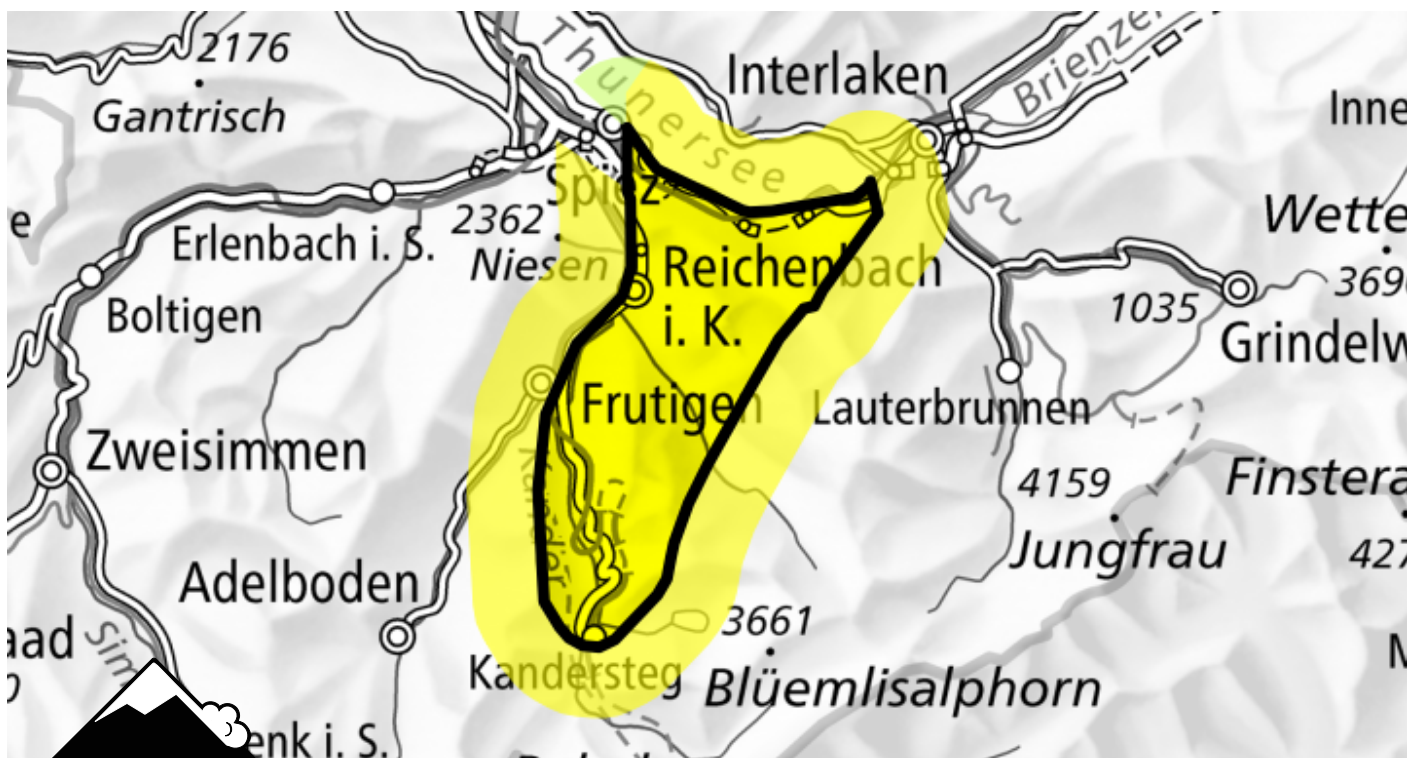 2176
Gantrisch
Thunersee
Interlaken
Brienzer
Inne
e
Spiez
2362
Niesen
Erlenbach i. S.
Wette
Reichenbach
i. K.
1035
Boltigen
Grindelw
Frutigen
Lauterbrunnen
Zweisimmen
Kander
4159
Finstera
Jungfrau
427
Adelboden
aad
Sim
3661
Kandersteg
Blüemlisalphorn
enk i. S.